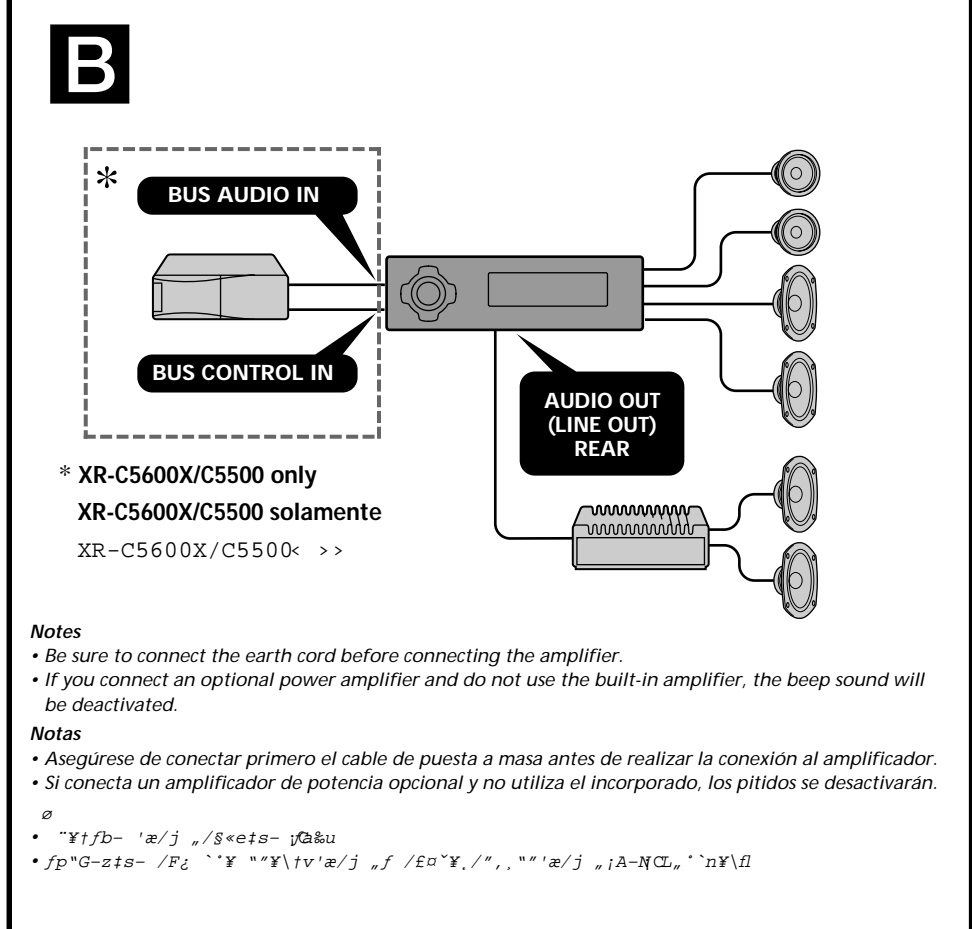 B
*
BUS AUDIO IN
BUS CONTROL IN
AUDIO OUT
(LINE OUT)
REAR
* XR-C5600X/C5500 only
XR-C5600X/C5500 solamente
XR-C5600X/C5500< >>
Notes
• Be sure to connect the earth cord before connecting the amplifier.
• If you connect an optional power amplifier and do not use the built-in amplifier, the beep sound will
be deactivated.
Notas
• Asegúrese de conectar primero el cable de puesta a masa antes de realizar la conexión al amplificador.
• Si conecta un amplificador de potencia opcional y no utiliza el incorporado, los pitidos se desactivarán.
ø